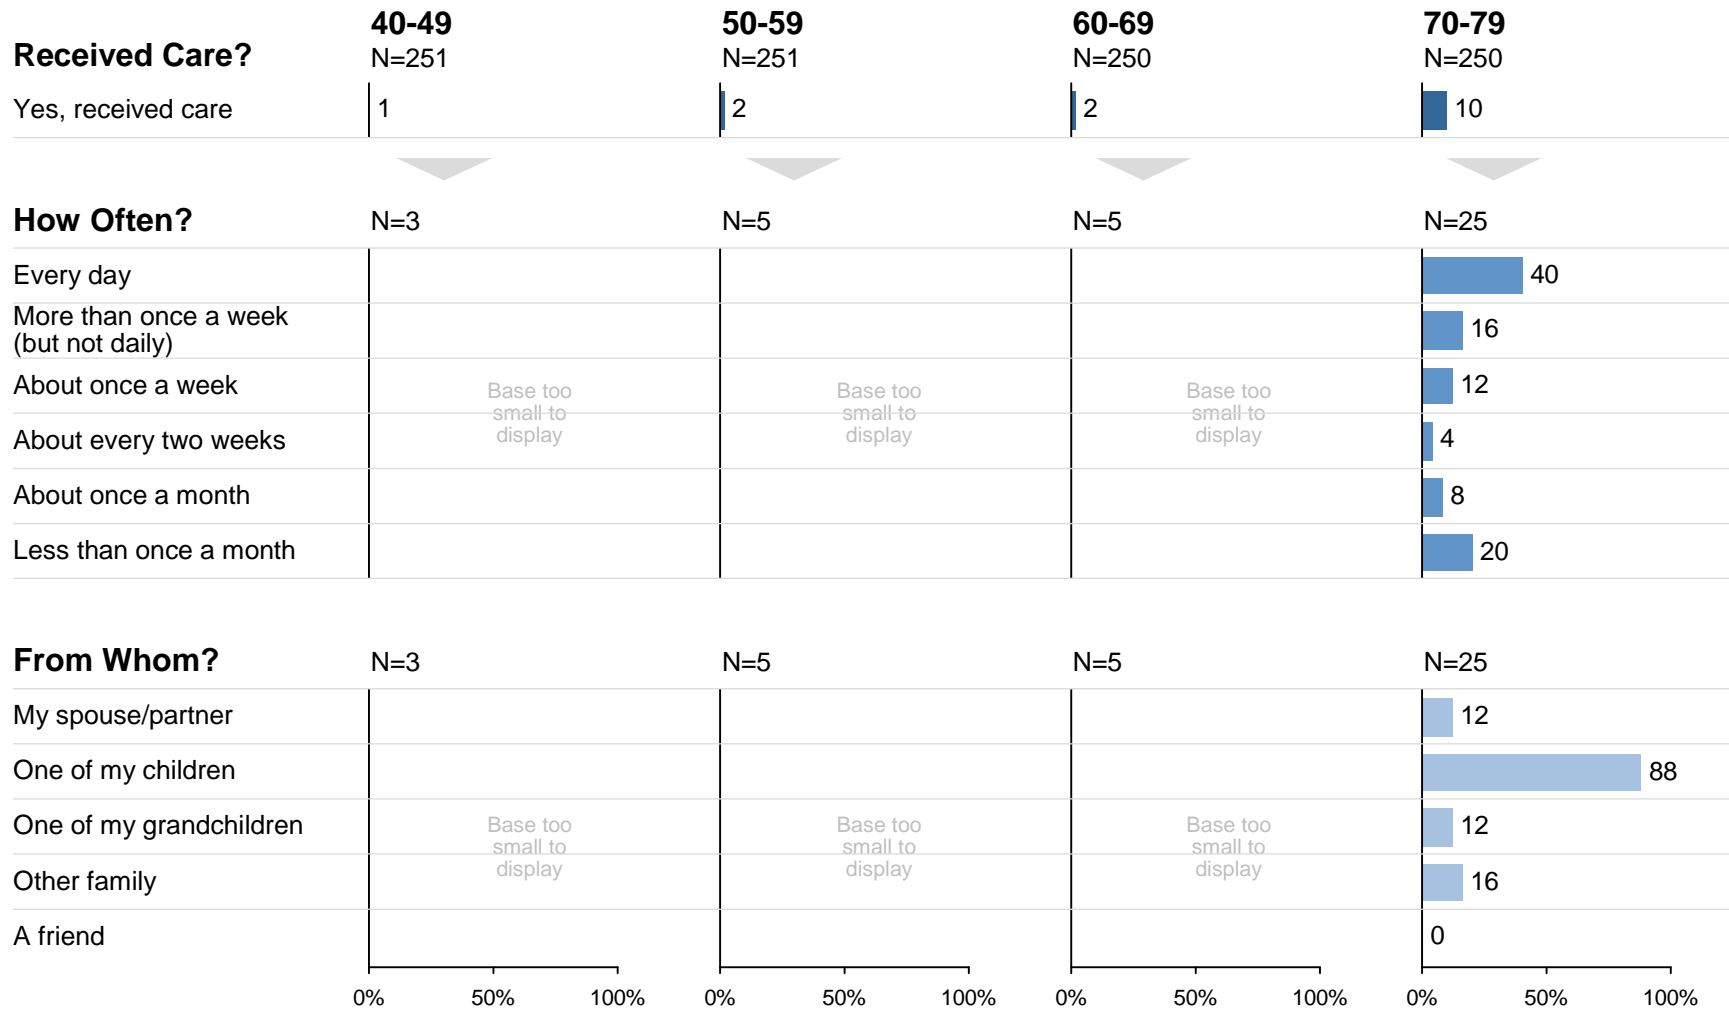 40-49 50-59 60-69 70-79
Received Care? N=251 N=251 N=250 N=250
Yes, received care 1 2 2 10
How Often? N=3 N=5 N=5 N=25
Every day 40
More than once a week
(but not daily) 16
About once a week 12
Base too Base too Base too
small to small to small to
display display display
About every two weeks 4
About once a month 8
Less than once a month 20
From Whom? N=3 N=5 N=5 N=25
My spouse/partner 12
One of my children 88
One of my grandchildren 12
Base too Base too Base too
small to small to small to
display display display
Other family 16
A friend 0
0% 50% 100% 0% 50% 100% 0% 50% 100% 0% 50% 100%